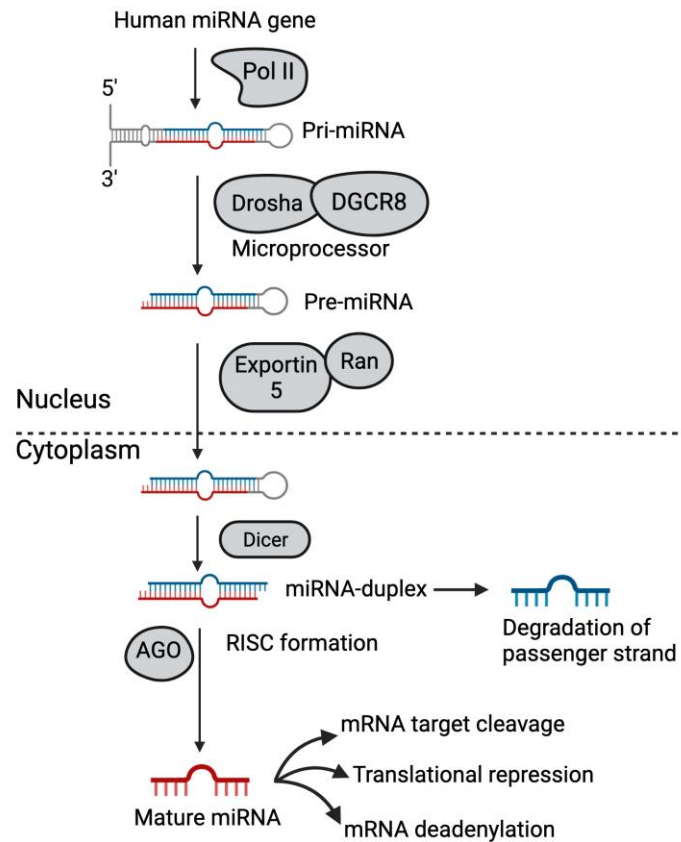 Human miRNA gene
Pol II
5'
Pri-miRNA
3'
Drosha
DGCR8
Microprocessor
Pre-miRNA
Exportin
5
Ran
Nucleus
Cytoplasm
Dicer
miRNA-duplex
Degradation of
passenger strand
AGO
RISC formation
mRNA target cleavage
Translational repression
Mature miRNA
mRNA deadenylation